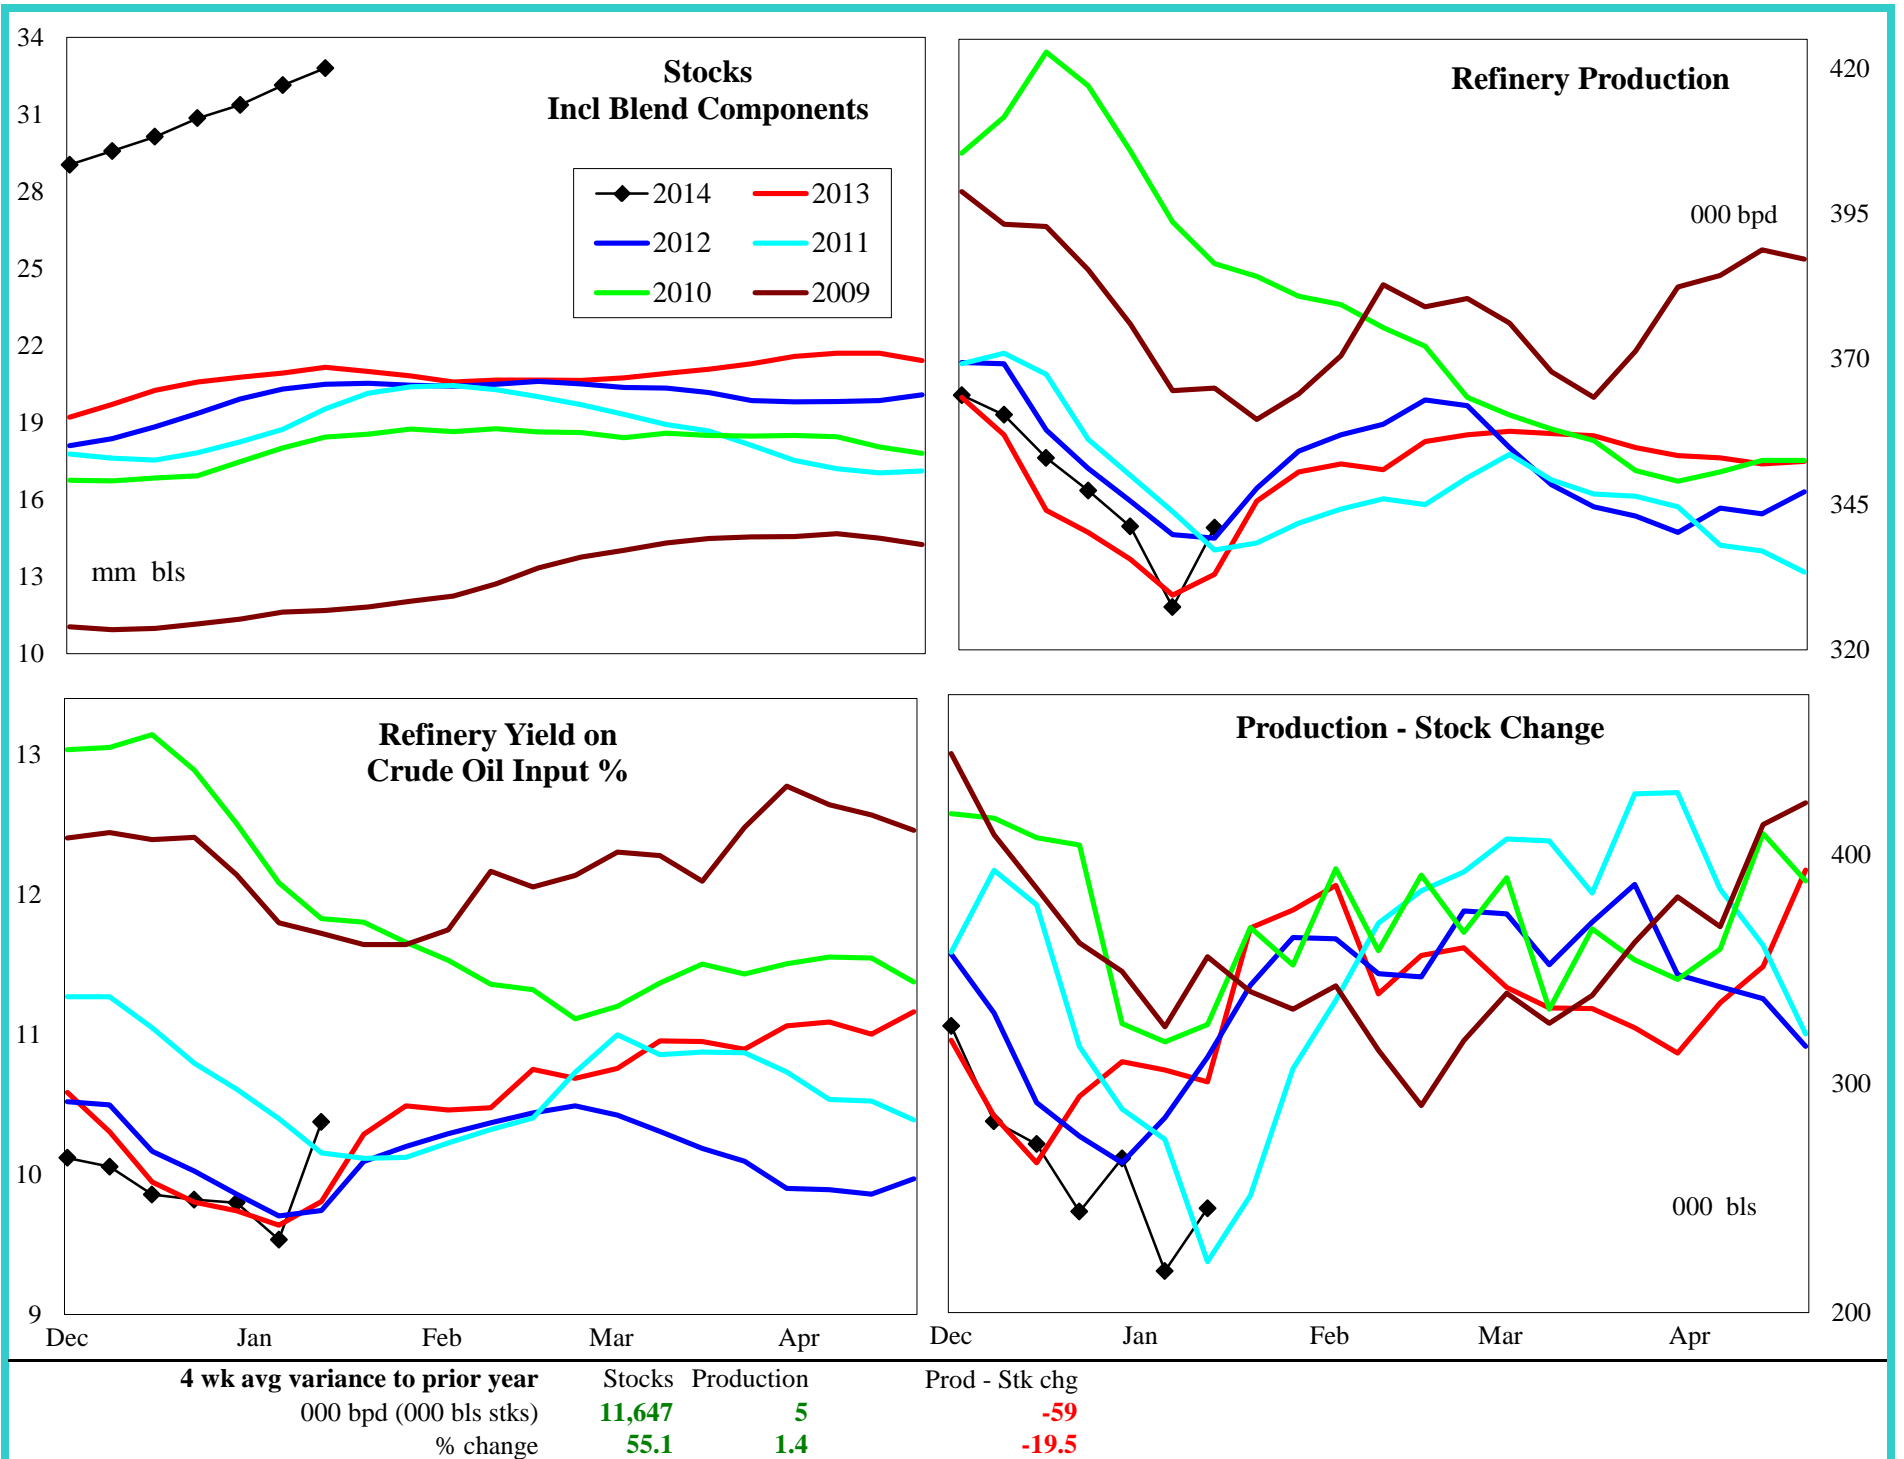 34
31
28
25
22
19
16
13
10
Stocks
Incl Blend Components
2014 2013
2012 2011
2010 2009
mm bls
Refinery Production
000 bpd
420
395
370
345
320
13
12
11
10
9
Refinery Yield on
Crude Oil Input %
Dec Jan Feb Mar Apr
Production - Stock Change
000 bls
400
300
200
Dec Jan Feb Mar Apr
4 wk avg variance to prior year Stocks Production Prod - Stk chg
000 bpd (000 bls stks) 11,647 5 -59
% change 55.1 1.4 -19.5